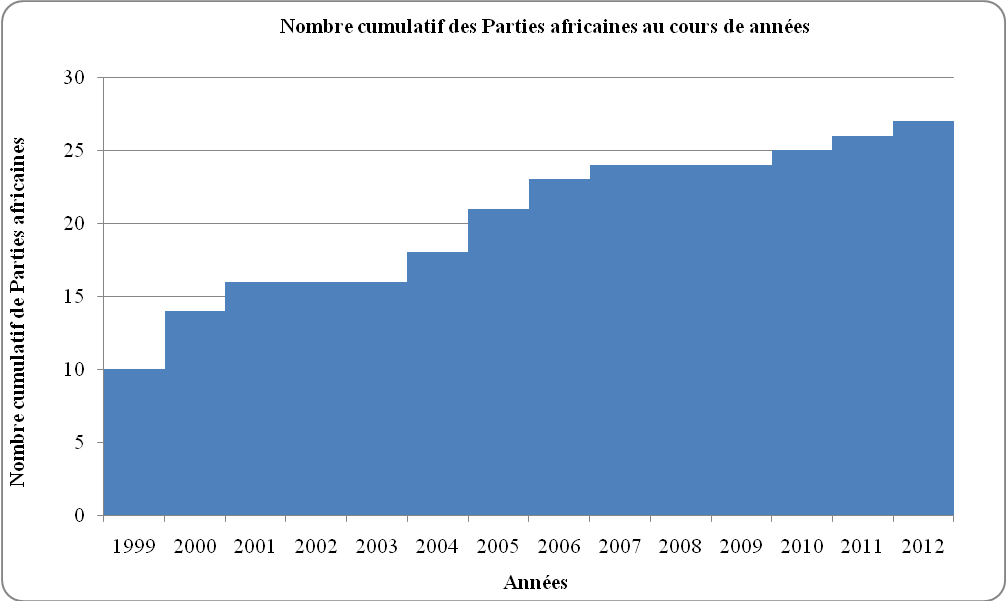 Nombre cumulatif des Parties africaines au cours de années
Nombre cumulatif de Parties africaines
30
25
20
15
10
5
0
1999 2000 2001 2002 2003 2004 2005 2006 2007 2008 2009 2010 2011 2012
Années